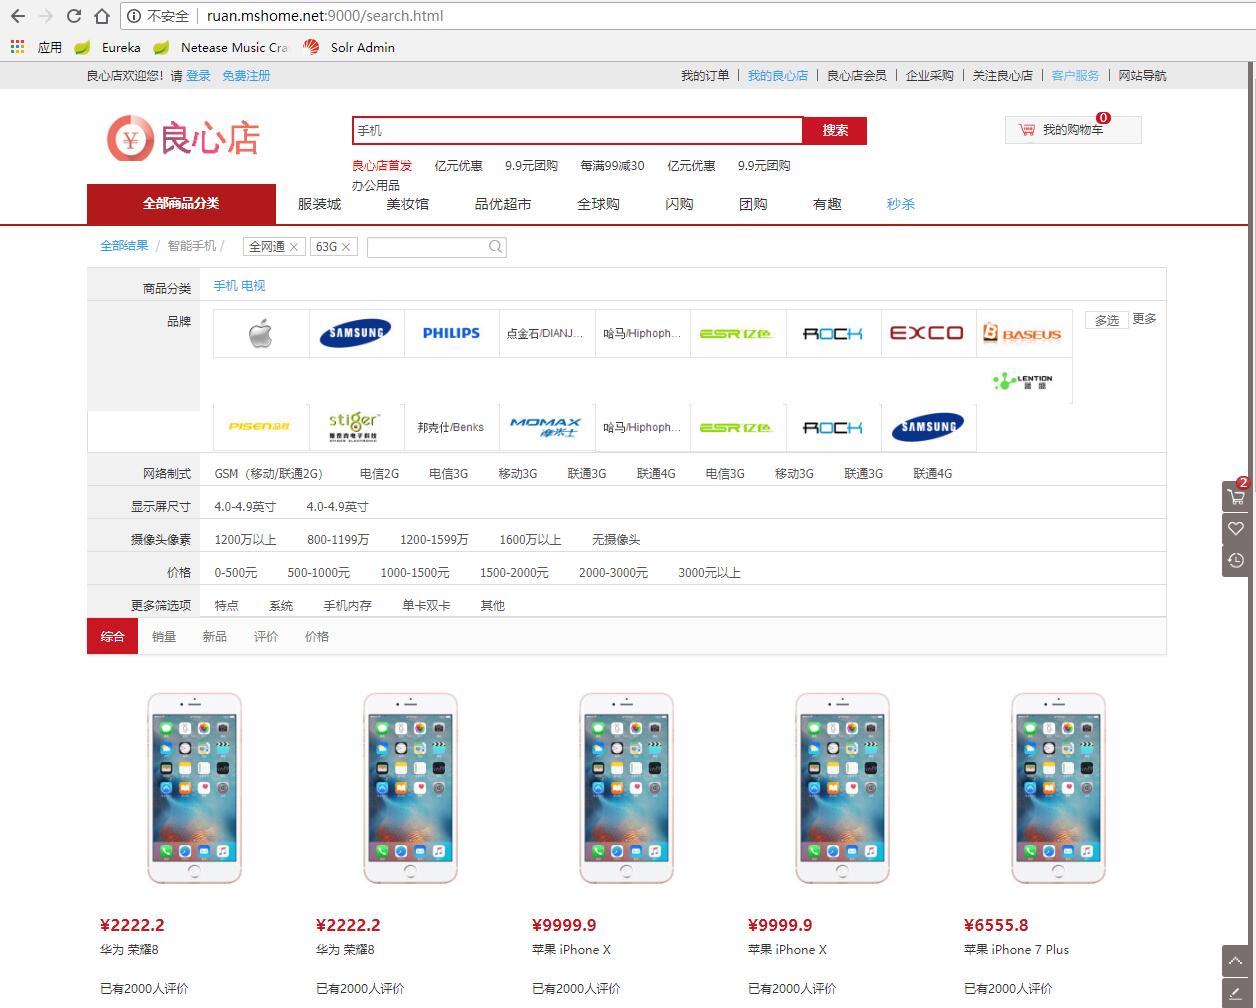 不安全 ruan.mshome.net:9000/search.html
应用 Eureka Netease Music Cra Solr Admin
良心店欢迎您！请 登录 免费注册 我的订单 我的良心店 良心店会员 企业采购 关注良心店 客户服务 网站导航
¥ 良心店 手机 搜索 我的购物车 0
良心店首发 亿元优惠 9.9元团购 每满99减30 亿元优惠 9.9元团购
办公用品
全部商品分类 服装城 美妆馆 品优超市 全球购 闪购 团购 有趣 秒杀
全部结果 / 智能手机 / 全网通 × 63G ×
商品分类 手机 电视
品牌 SAMSUNG PHILIPS 点金石/DIANJ... 哈马/Hiphoph... ESR亿色 ROCK EXCO BASEUS 多选 更多
LENTION 蓝盛
PISEN品胜 stiger 斯泰克电子科技 STIGER ELECTRONIC 邦克仕/Benks MOMAX 摩米士 哈马/Hiphoph... ESR亿色 ROCK SAMSUNG
网络制式 GSM（移动/联通2G） 电信2G 电信3G 移动3G 联通3G 联通4G 电信3G 移动3G 联通3G 联通4G
2
显示屏尺寸 4.0-4.9英寸 4.0-4.9英寸
摄像头像素 1200万以上 800-1199万 1200-1599万 1600万以上 无摄像头
价格 0-500元 500-1000元 1000-1500元 1500-2000元 2000-3000元 3000元以上
更多筛选项 特点 系统 手机内存 单卡双卡 其他
综合 销量 新品 评价 价格
¥2222.2 ¥2222.2 ¥9999.9 ¥9999.9 ¥6555.8
华为 荣耀8 华为 荣耀8 苹果 iPhone X 苹果 iPhone X 苹果 iPhone 7 Plus
已有2000人评价 已有2000人评价 已有2000人评价 已有2000人评价 已有2000人评价